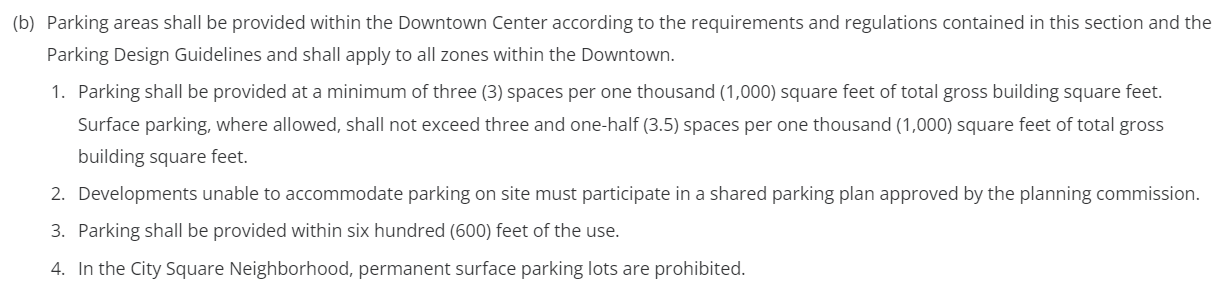 (b) Parking areas shall be provided within the Downtown Center according to the requirements and regulations contained in this section and the
Parking Design Guidelines and shall apply to all zones within the Downtown.
1. Parking shall be provided at a minimum of three (3) spaces per one thousand (1,000) square feet of total gross building square feet.
Surface parking, where allowed, shall not exceed three and one-half (3.5) spaces per one thousand (1,000) square feet of total gross
building square feet.
2. Developments unable to accommodate parking on site must participate in a shared parking plan approved by the planning commission.
3. Parking shall be provided within six hundred (600) feet of the use.
4. In the City Square Neighborhood, permanent surface parking lots are prohibited.